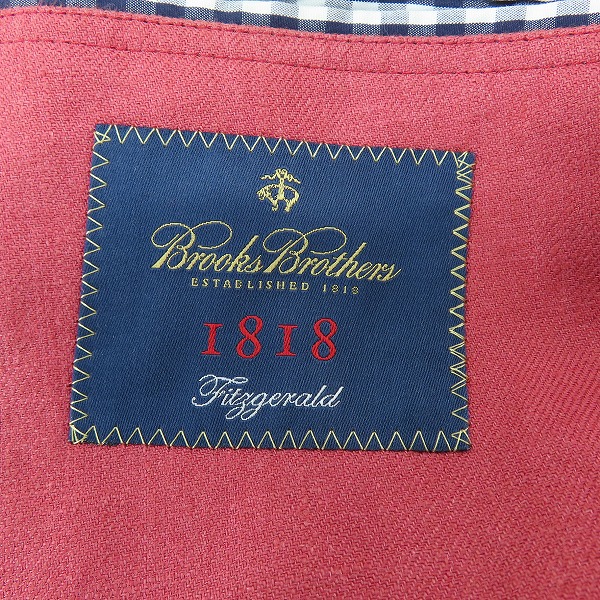 Brooks Brothers
ESTABLISHED 1818
1818
Fitzgerald